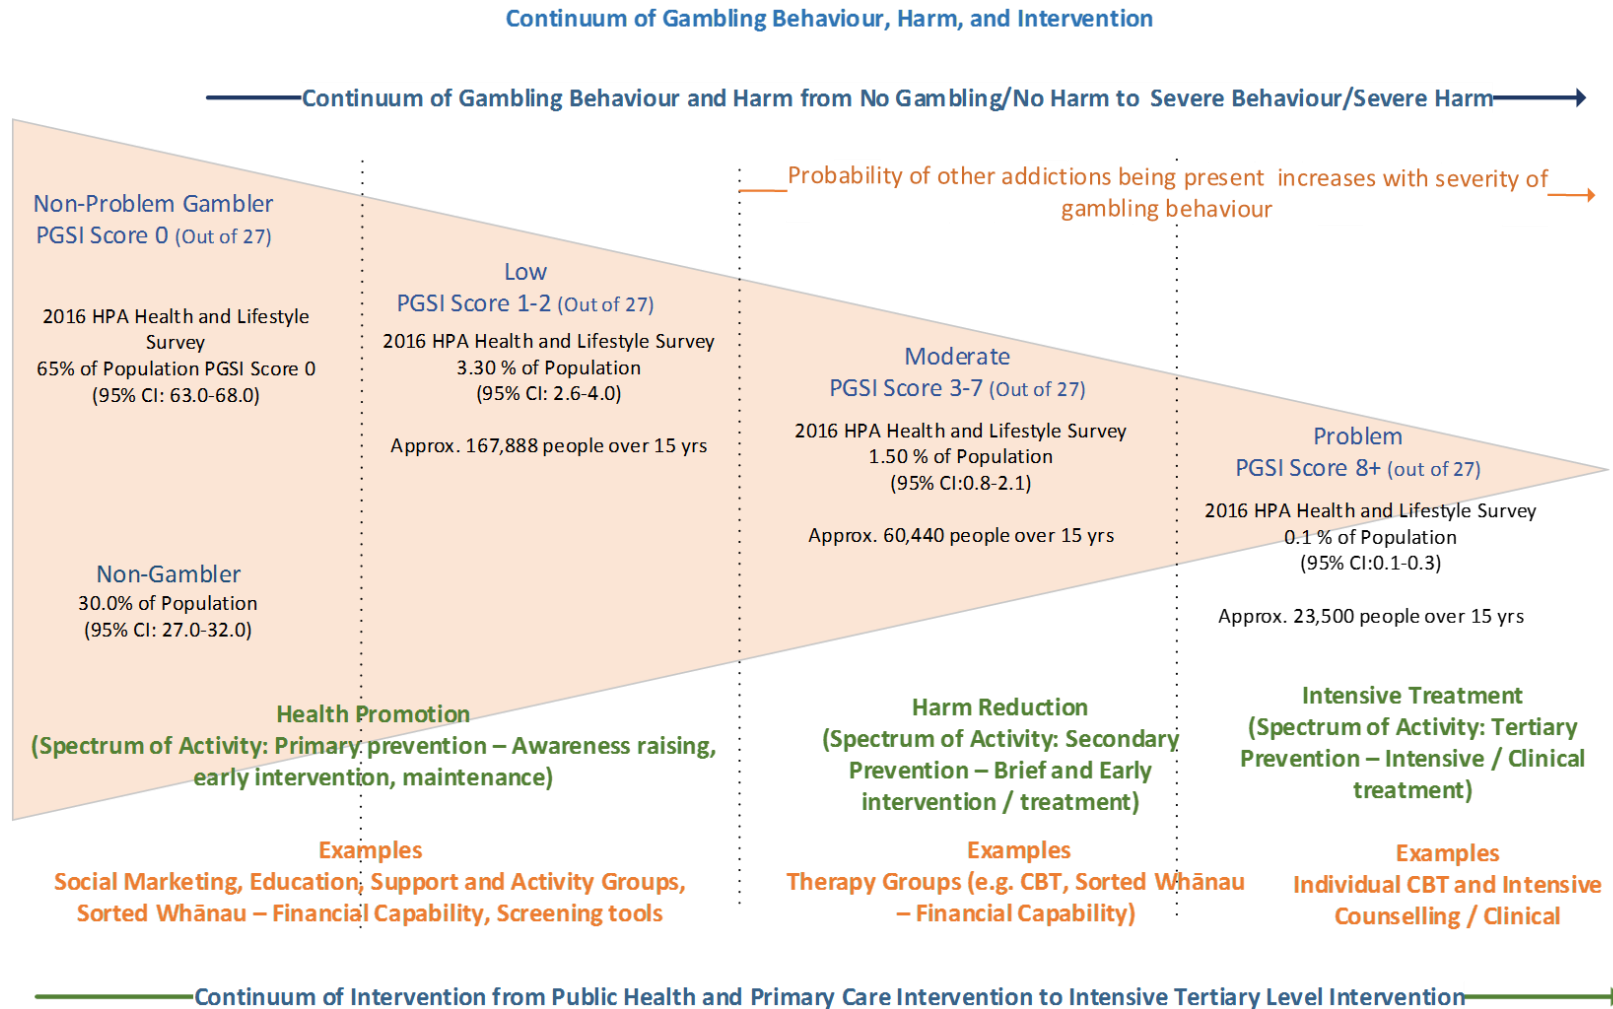 Continuum of Gambling Behaviour, Harm, and Intervention
Continuum of Gambling Behaviour and Harm from No Gambling/No Harm to Severe Behaviour/Severe Harm
Probability of other addictions being present increases with severity of
gambling behaviour
Non-Problem Gambler
PGSI Score 0 (Out of 27)
2016 HPA Health and Lifestyle
Survey
65% of Population PGSI Score 0
(95% CI: 63.0-68.0)
Non-Gambler
30.0% of Population
(95% CI: 27.0-32.0)
Low
PGSI Score 1-2 (Out of 27)
2016 HPA Health and Lifestyle Survey
3.30 % of Population
(95% CI: 2.6-4.0)
Approx. 167,888 people over 15 yrs
Moderate
PGSI Score 3-7 (Out of 27)
2016 HPA Health and Lifestyle Survey
1.50 % of Population
(95% CI:0.8-2.1)
Approx. 60,440 people over 15 yrs
Problem
PGSI Score 8+ (out of 27)
2016 HPA Health and Lifestyle Survey
0.1 % of Population
(95% CI:0.1-0.3)
Approx. 23,500 people over 15 yrs
Health Promotion
(Spectrum of Activity: Primary prevention – Awareness raising,
early intervention, maintenance)
Harm Reduction
(Spectrum of Activity: Secondary
Prevention – Brief and Early
intervention / treatment)
Intensive Treatment
(Spectrum of Activity: Tertiary
Prevention – Intensive / Clinical
treatment)
Examples
Social Marketing, Education, Support and Activity Groups,
Sorted Whānau – Financial Capability, Screening tools
Examples
Therapy Groups (e.g. CBT, Sorted Whānau
– Financial Capability)
Examples
Individual CBT and Intensive
Counselling / Clinical
Continuum of Intervention from Public Health and Primary Care Intervention to Intensive Tertiary Level Intervention